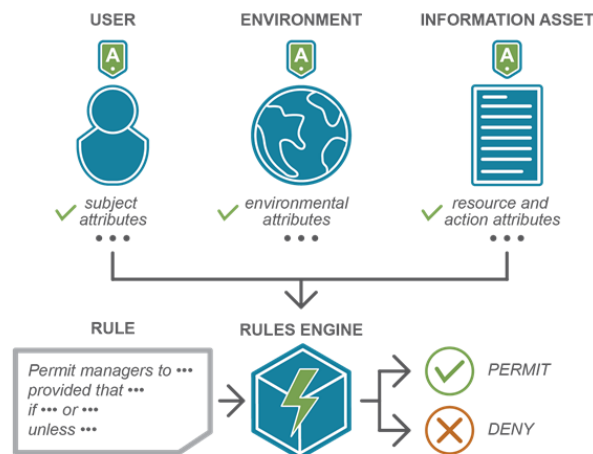 USER
ENVIRONMENT
INFORMATION ASSET
A
A
A
subject
attributes
•••
environmental
attributes
•••
resource and
action attributes
•••
RULE
RULES ENGINE
Permit managers to •••
provided that •••
if ••• or •••
unless •••
PERMIT
DENY